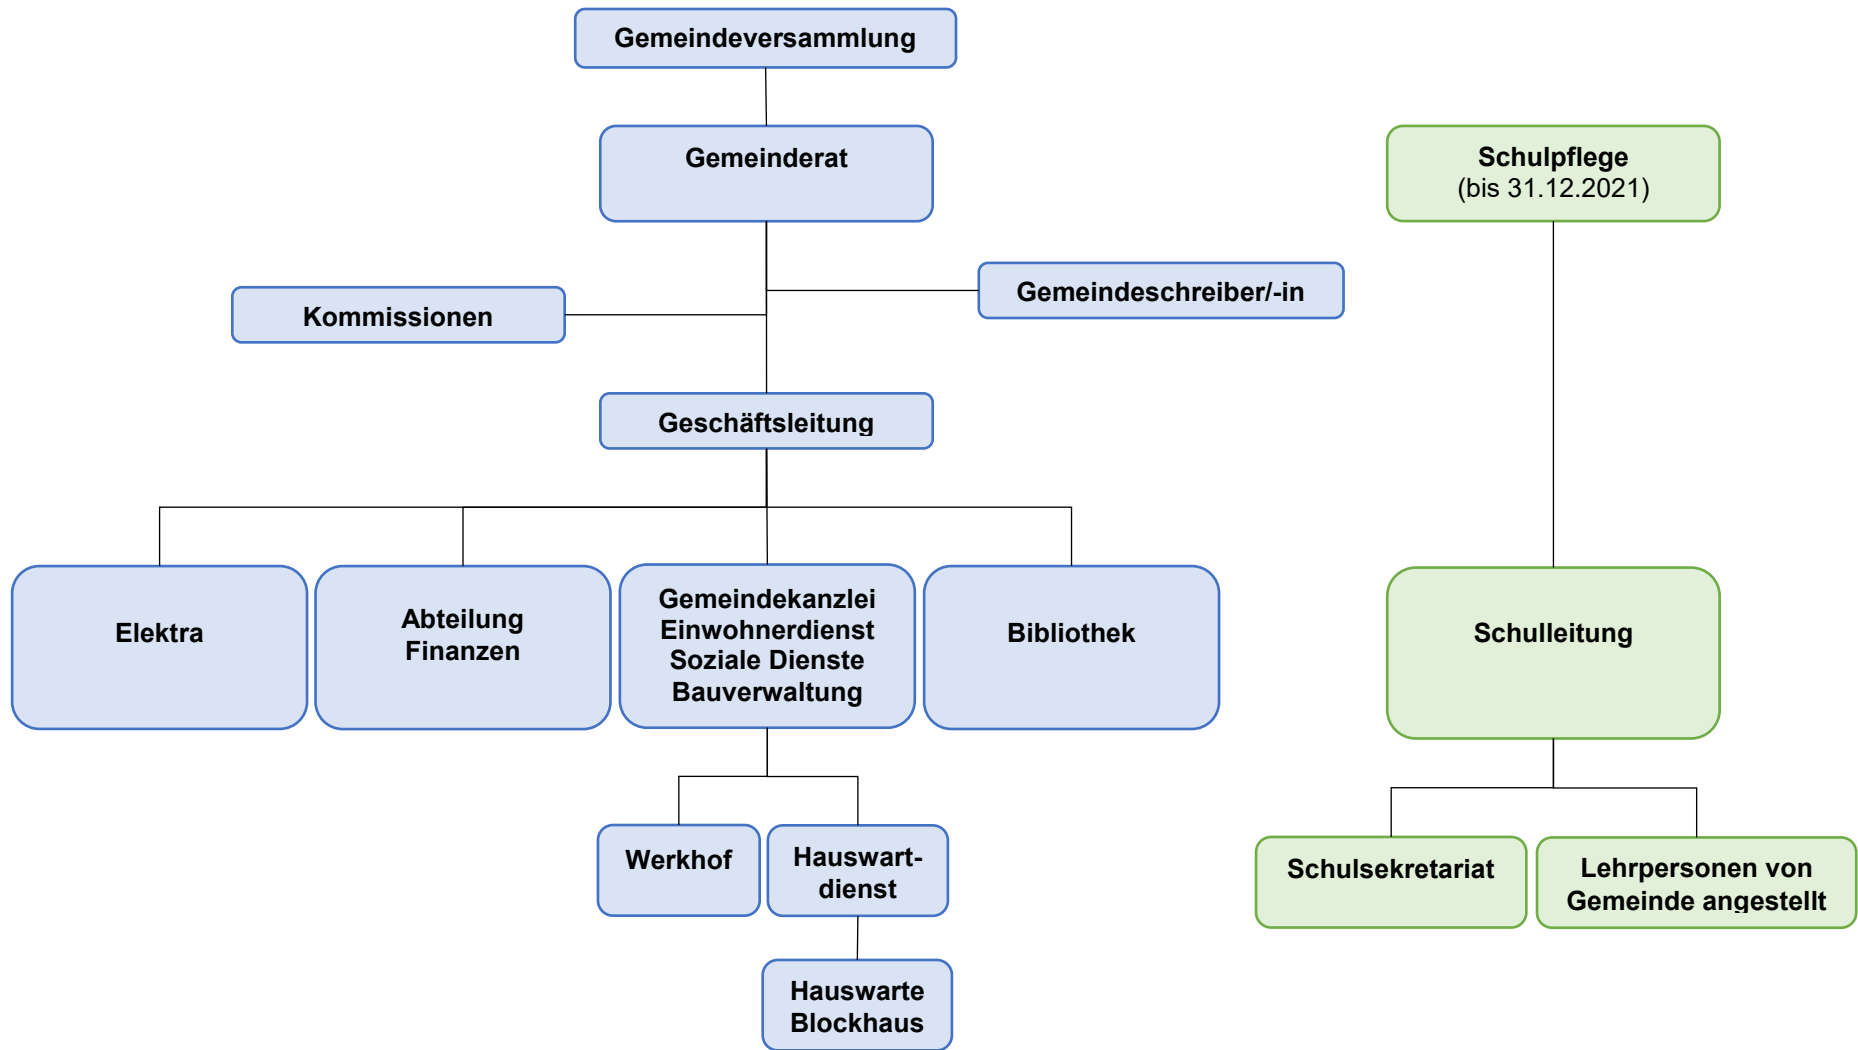 Gemeindeversammlung
Gemeinderat
Schulpflege
(bis 31.12.2021)
Gemeindeschreiber/-in
Kommissionen
Geschäftsleitung
Elektra
Abteilung
Finanzen
Gemeindekanzlei
Einwohnerdienst
Soziale Dienste
Bauverwaltung
Bibliothek
Schulleitung
Werkhof
Hauswart-
dienst
Schulsekretariat
Lehrpersonen von
Gemeinde angestellt
Hauswarte
Blockhaus